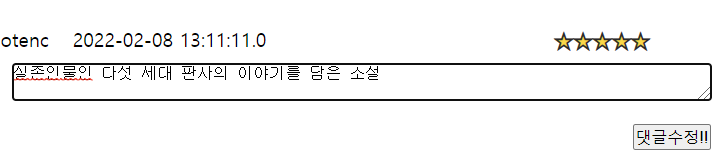 otenc 2022-02-08 13:11:11.0
실존인물인 다섯 세대 판사의 이야기를 담은 소설
댓글수정!!